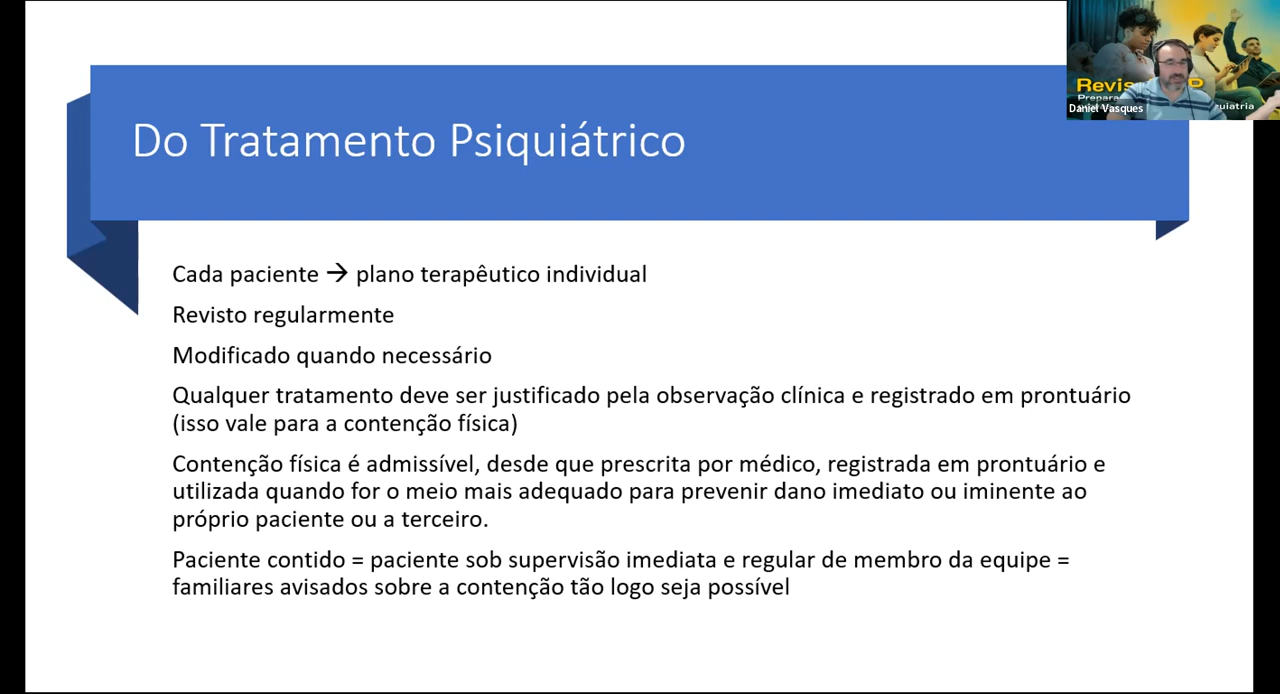 Do Tratamento Psiquiátrico
Revis P
Prepara uiatria
Daniel Vasques
Cada paciente → plano terapêutico individual
Revisto regularmente
Modificado quando necessário
Qualquer tratamento deve ser justificado pela observação clínica e registrado em prontuário
(isso vale para a contenção física)
Contenção física é admissível, desde que prescrita por médico, registrada em prontuário e
utilizada quando for o meio mais adequado para prevenir dano imediato ou iminente ao
próprio paciente ou a terceiro.
Paciente contido = paciente sob supervisão imediata e regular de membro da equipe =
familiares avisados sobre a contenção tão logo seja possível